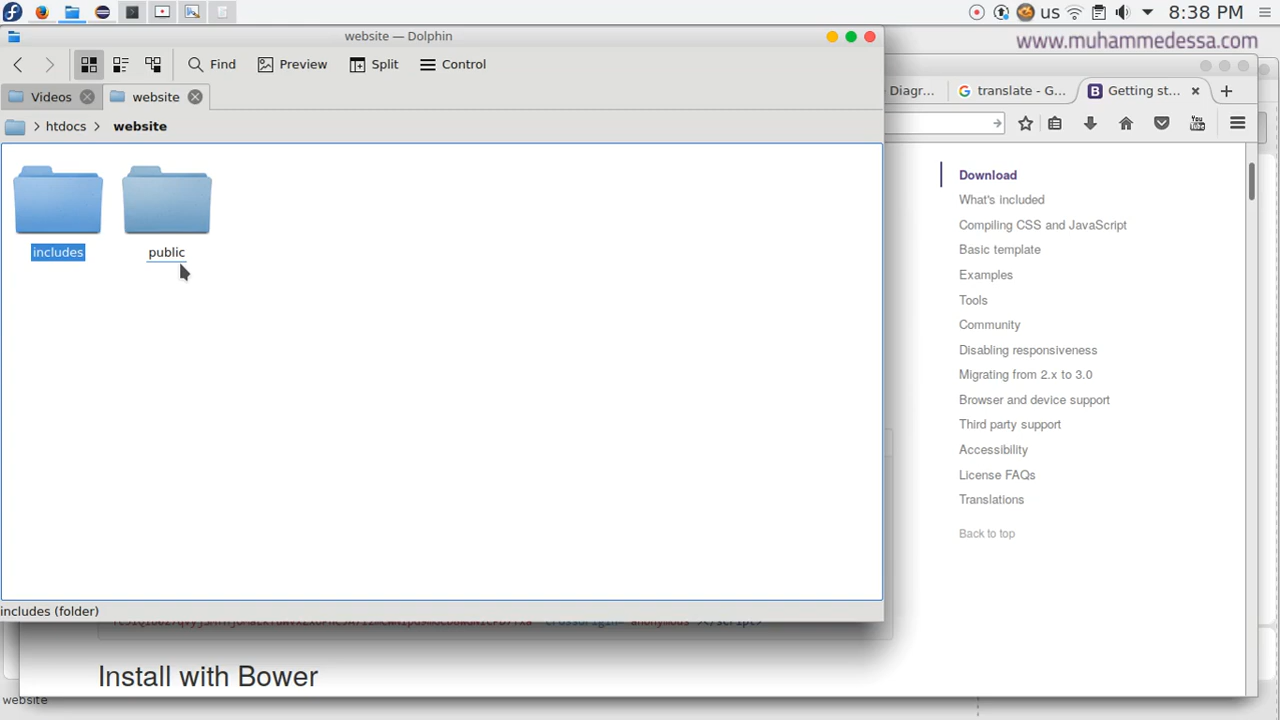 us
8:38 PM
www.muhammedessa.com
website — Dolphin
Find
Preview
Split
Control
Videos
website
Diagr...
translate - G...
Getting st...
htdocs
website
includes
public
Download
What's included
Compiling CSS and JavaScript
Basic template
Examples
Tools
Community
Disabling responsiveness
Migrating from 2.x to 3.0
Browser and device support
Third party support
Accessibility
License FAQs
Translations
Back to top
includes (folder)
Install with Bower
website